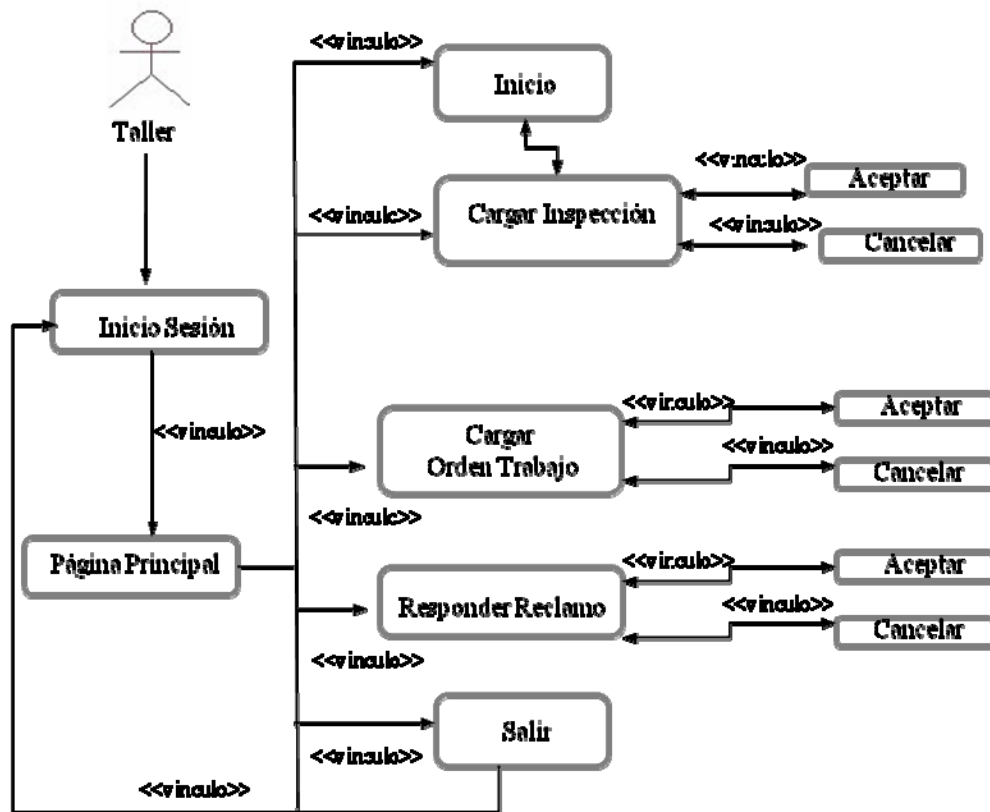 <<vinculo>>
Inicio
Taller
<<vinculo>>
Aceptar
<<vinculo>>
Cargar Inspección
<<vinculo>>
Cancelar
Inicio Sesión
<<vinculo>>
Aceptar
<<vinculo>>
Cargar
Orden Trabajo
<<vinculo>>
Cancelar
<<vinculo>>
Página Principal
<<vinculo>>
Aceptar
Responder Reclamo
<<vinculo>>
Cancelar
<<vinculo>>
Salir
<<vinculo>>
<<vinculo>>